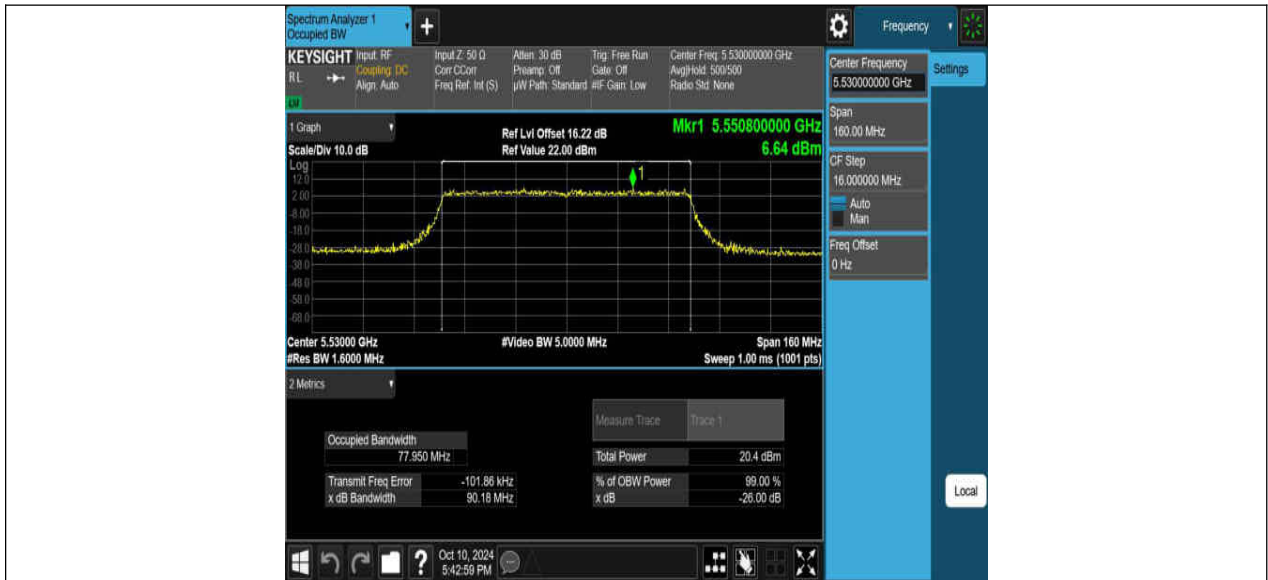 Spectrum Analyzer 1
Occupied BW
+
Frequency
KEYSIGHT
RL
LM
Input: RF
Coupling: DC
Align: Auto
Input Z: 50 Ω
Corr CCorr
Freq Ref: Int (S)
Atten: 30 dB
Preamp: Off
µW Path: Standard
Trig: Free Run
Gate: Off
#IF Gain: Low
Center Freq: 5.530000000 GHz
Avg|Hold: 500/500
Radio Std: None
Center Frequency
5.530000000 GHz
Settings
Span
160.00 MHz
CF Step
16.000000 MHz
Auto
Man
Freq Offset
0 Hz
1 Graph
Scale/Div 10.0 dB
Ref Lvl Offset 16.22 dB
Ref Value 22.00 dBm
Mkr1 5.550800000 GHz
6.64 dBm
Log
12.0
2.00
-8.00
-18.0
-28.0
-38.0
-48.0
-58.0
-68.0
1
Center 5.53000 GHz
#Video BW 5.0000 MHz
Span 160 MHz
#Res BW 1.6000 MHz
Sweep 1.00 ms (1001 pts)
2 Metrics
Measure Trace Trace 1
Occupied Bandwidth
77.950 MHz
Total Power 20.4 dBm
Transmit Freq Error -101.86 kHz
% of OBW Power 99.00 %
x dB Bandwidth 90.18 MHz
x dB -26.00 dB
Local
?
Oct 10, 2024
5:42:59 PM